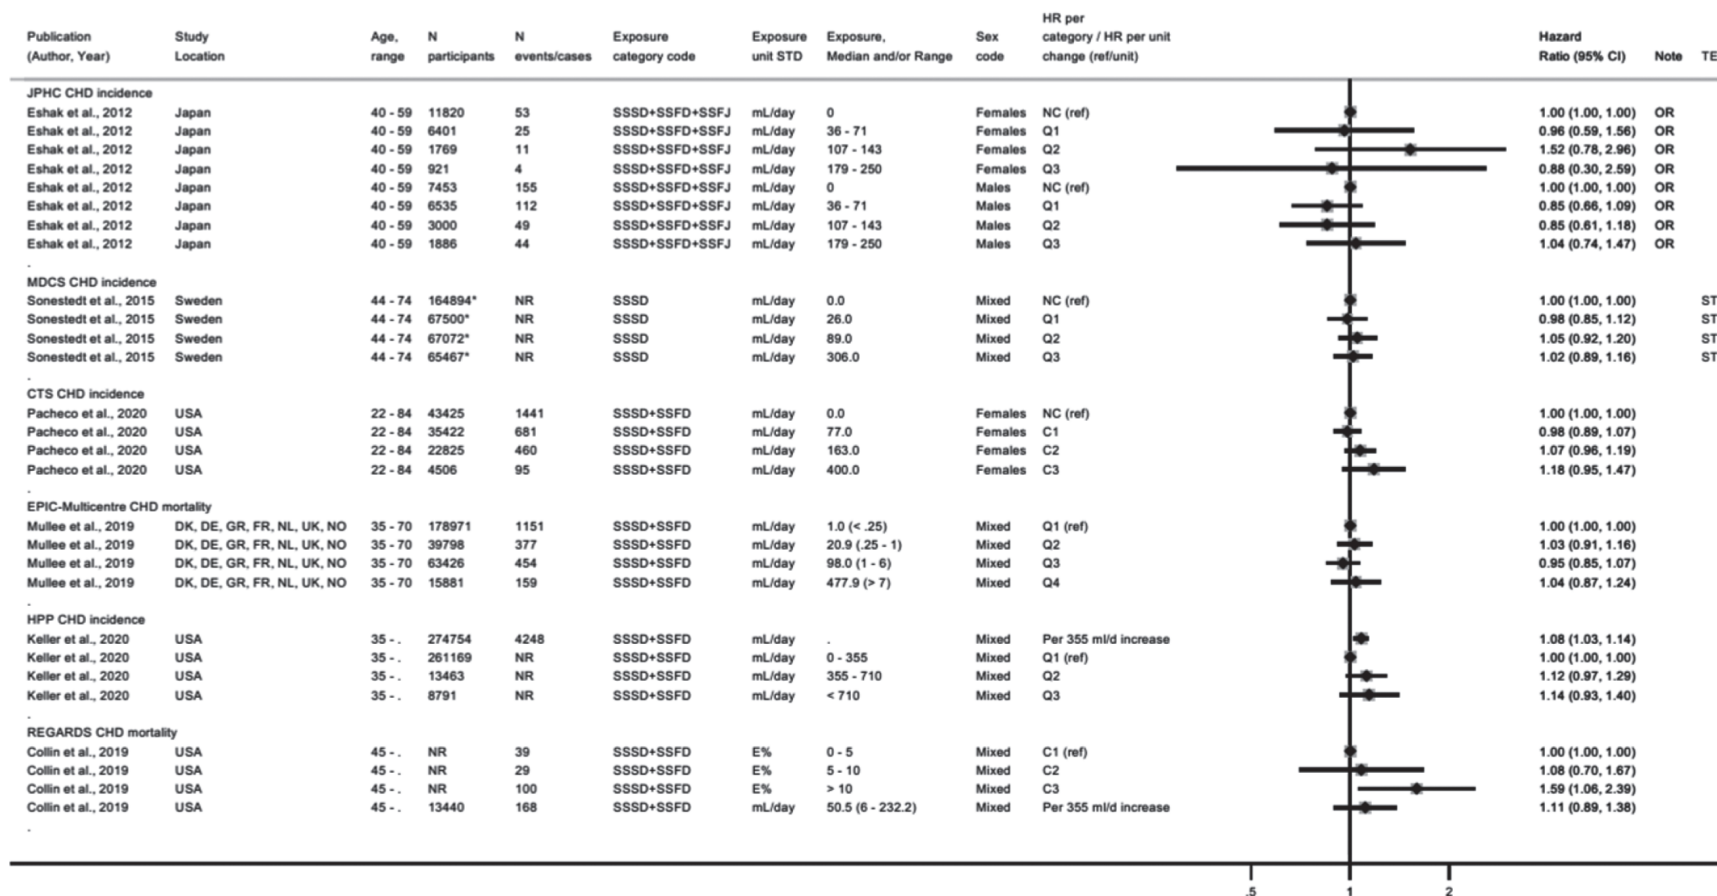 HR per
Publication Study Age, N N Exposure Exposure Exposure, Sex category / HR per unit Hazard
(Author, Year) Location range participants events/cases category code unit STD Median and/or Range code change (ref/unit) Ratio (95% CI) Note TE
JPHC CHD incidence
Eshak et al., 2012 Japan 40 - 59 11820 53 SSSD+SSFD+SSFJ mL/day 0 Females NC (ref) 1.00 (1.00, 1.00) OR
Eshak et al., 2012 Japan 40 - 59 6401 25 SSSD+SSFD+SSFJ mL/day 36 - 71 Females Q1 0.96 (0.59, 1.56) OR
Eshak et al., 2012 Japan 40 - 59 1769 11 SSSD+SSFD+SSFJ mL/day 107 - 143 Females Q2 1.52 (0.78, 2.96) OR
Eshak et al., 2012 Japan 40 - 59 921 4 SSSD+SSFD+SSFJ mL/day 179 - 250 Females Q3 0.88 (0.30, 2.59) OR
Eshak et al., 2012 Japan 40 - 59 7453 155 SSSD+SSFD+SSFJ mL/day 0 Males NC (ref) 1.00 (1.00, 1.00) OR
Eshak et al., 2012 Japan 40 - 59 6535 112 SSSD+SSFD+SSFJ mL/day 36 - 71 Males Q1 0.85 (0.66, 1.09) OR
Eshak et al., 2012 Japan 40 - 59 3000 49 SSSD+SSFD+SSFJ mL/day 107 - 143 Males Q2 0.85 (0.61, 1.18) OR
Eshak et al., 2012 Japan 40 - 59 1886 44 SSSD+SSFD+SSFJ mL/day 179 - 250 Males Q3 1.04 (0.74, 1.47) OR
.
MDCS CHD incidence
Sonestedt et al., 2015 Sweden 44 - 74 164894* NR SSSD mL/day 0.0 Mixed NC (ref) 1.00 (1.00, 1.00) ST
Sonestedt et al., 2015 Sweden 44 - 74 67500* NR SSSD mL/day 26.0 Mixed Q1 0.98 (0.85, 1.12) ST
Sonestedt et al., 2015 Sweden 44 - 74 67072* NR SSSD mL/day 89.0 Mixed Q2 1.05 (0.92, 1.20) ST
Sonestedt et al., 2015 Sweden 44 - 74 65467* NR SSSD mL/day 306.0 Mixed Q3 1.02 (0.89, 1.16) ST
.
CTS CHD incidence
Pacheco et al., 2020 USA 22 - 84 43425 1441 SSSD+SSFD mL/day 0.0 Females NC (ref) 1.00 (1.00, 1.00)
Pacheco et al., 2020 USA 22 - 84 35422 681 SSSD+SSFD mL/day 77.0 Females C1 0.98 (0.89, 1.07)
Pacheco et al., 2020 USA 22 - 84 22825 460 SSSD+SSFD mL/day 163.0 Females C2 1.07 (0.96, 1.19)
Pacheco et al., 2020 USA 22 - 84 4506 95 SSSD+SSFD mL/day 400.0 Females C3 1.18 (0.95, 1.47)
.
EPIC-Multicentre CHD mortality
Mullee et al., 2019 DK, DE, GR, FR, NL, UK, NO 35 - 70 178971 1151 SSSD+SSFD mL/day 1.0 (< .25) Mixed Q1 (ref) 1.00 (1.00, 1.00)
Mullee et al., 2019 DK, DE, GR, FR, NL, UK, NO 35 - 70 39798 377 SSSD+SSFD mL/day 20.9 (.25 - 1) Mixed Q2 1.03 (0.91, 1.16)
Mullee et al., 2019 DK, DE, GR, FR, NL, UK, NO 35 - 70 63426 454 SSSD+SSFD mL/day 98.0 (1 - 6) Mixed Q3 0.95 (0.85, 1.07)
Mullee et al., 2019 DK, DE, GR, FR, NL, UK, NO 35 - 70 15881 159 SSSD+SSFD mL/day 477.9 (> 7) Mixed Q4 1.04 (0.87, 1.24)
.
HPP CHD incidence
Keller et al., 2020 USA 35 - . 274754 4248 SSSD+SSFD mL/day . Mixed Per 355 ml/d increase 1.08 (1.03, 1.14)
Keller et al., 2020 USA 35 - . 261169 NR SSSD+SSFD mL/day 0 - 355 Mixed Q1 (ref) 1.00 (1.00, 1.00)
Keller et al., 2020 USA 35 - . 13463 NR SSSD+SSFD mL/day 355 - 710 Mixed Q2 1.12 (0.97, 1.29)
Keller et al., 2020 USA 35 - . 8791 NR SSSD+SSFD mL/day < 710 Mixed Q3 1.14 (0.93, 1.40)
.
REGARDS CHD mortality
Collin et al., 2019 USA 45 - . NR 39 SSSD+SSFD E% 0 - 5 Mixed C1 (ref) 1.00 (1.00, 1.00)
Collin et al., 2019 USA 45 - . NR 29 SSSD+SSFD E% 5 - 10 Mixed C2 1.08 (0.70, 1.67)
Collin et al., 2019 USA 45 - . NR 100 SSSD+SSFD E% > 10 Mixed C3 1.59 (1.06, 2.39)
Collin et al., 2019 USA 45 - . 13440 168 SSSD+SSFD mL/day 50.5 (6 - 232.2) Mixed Per 355 ml/d increase 1.11 (0.89, 1.38)
.
.5 1 2